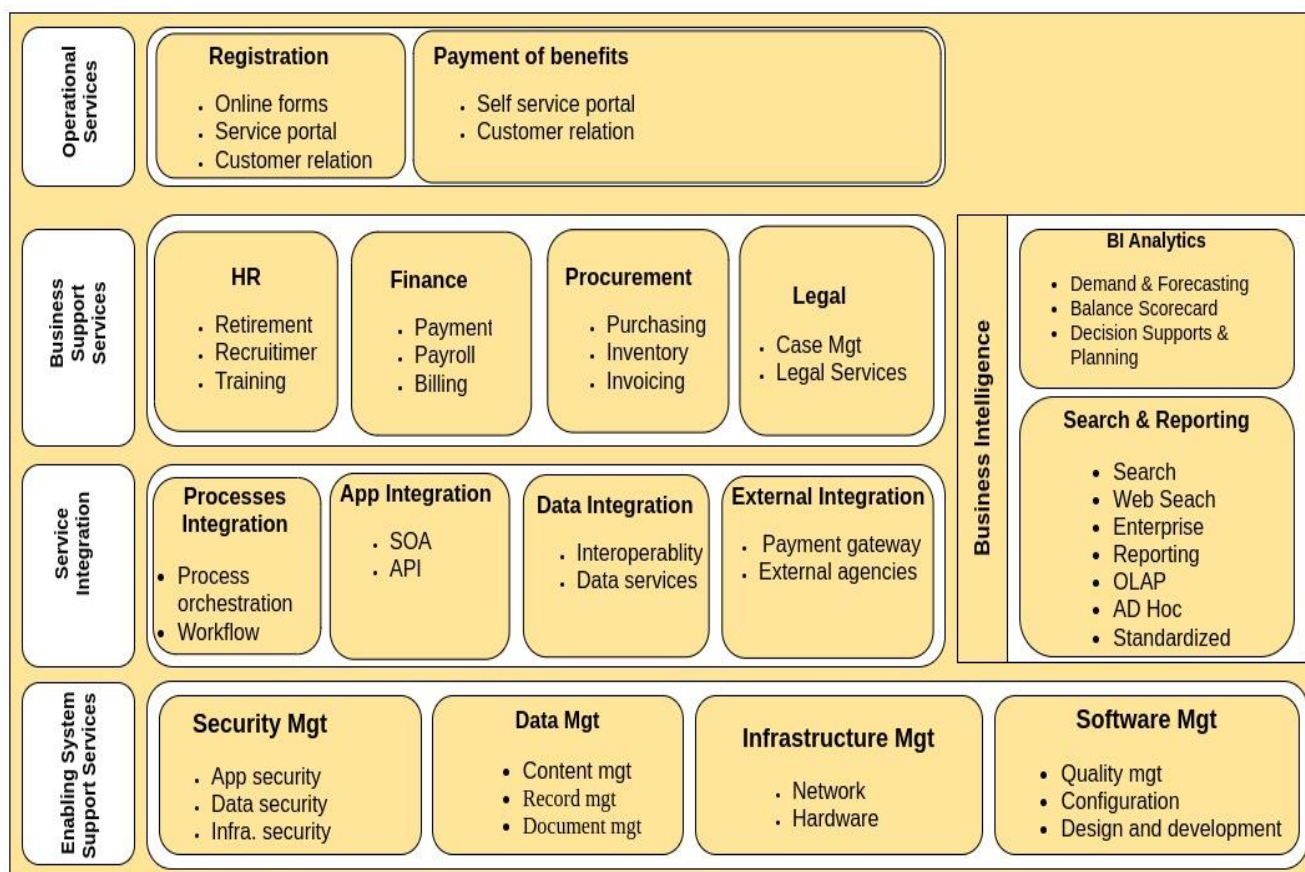 Operational
Services
Registration
Online forms
Service portal
Customer relation
Payment of benefits
Self service portal
Customer relation
Business
Support
Services
HR
Retirement
Recruitimer
Training
Finance
Payment
Payroll
Billing
Procurement
Purchasing
Inventory
Invoicing
Legal
Case Mgt
Legal Services
Business Intelligence
BI Analytics
Demand & Forecasting
Balance Scorecard
Decision Supports &
Planning
Search & Reporting
Search
Web Seach
Enterprise
Reporting
OLAP
AD Hoc
Standardized
Service
Integration
Processes
Integration
Process
orchestration
Workflow
App Integration
SOA
API
Data Integration
Interoperablity
Data services
External Integration
Payment gateway
External agencies
Enabling System
Support Services
Security Mgt
App security
Data security
Infra. security
Data Mgt
Content mgt
Record mgt
Document mgt
Infrastructure Mgt
Network
Hardware
Software Mgt
Quality mgt
Configuration
Design and development